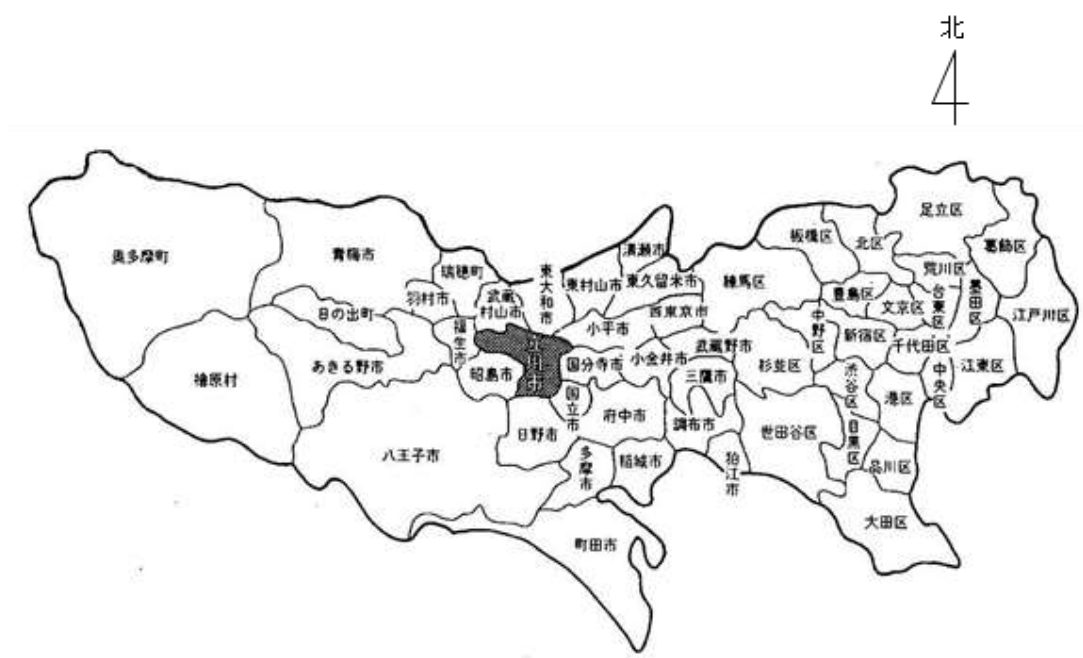 北
足立区
板橋区
北区
葛飾区
清瀬市
奥多摩町
青梅市
瑞穂町
東大和市
東村山市
東久留米市
練馬区
荒川区
羽村市
武蔵
村山市
豊島区
文京区
台東区
墨田区
日の出町
福生市
小平市
西東京市
中野区
新宿区
千代田区
江戸川区
立川市
国分寺市
小金井市
武蔵野市
杉並区
檜原村
あきる野市
昭島市
三鷹市
渋谷区
港区
中央区
江東区
国立市
府中市
調布市
世田谷区
目黒区
日野市
八王子市
多摩市
稲城市
狛江市
品川区
大田区
町田市